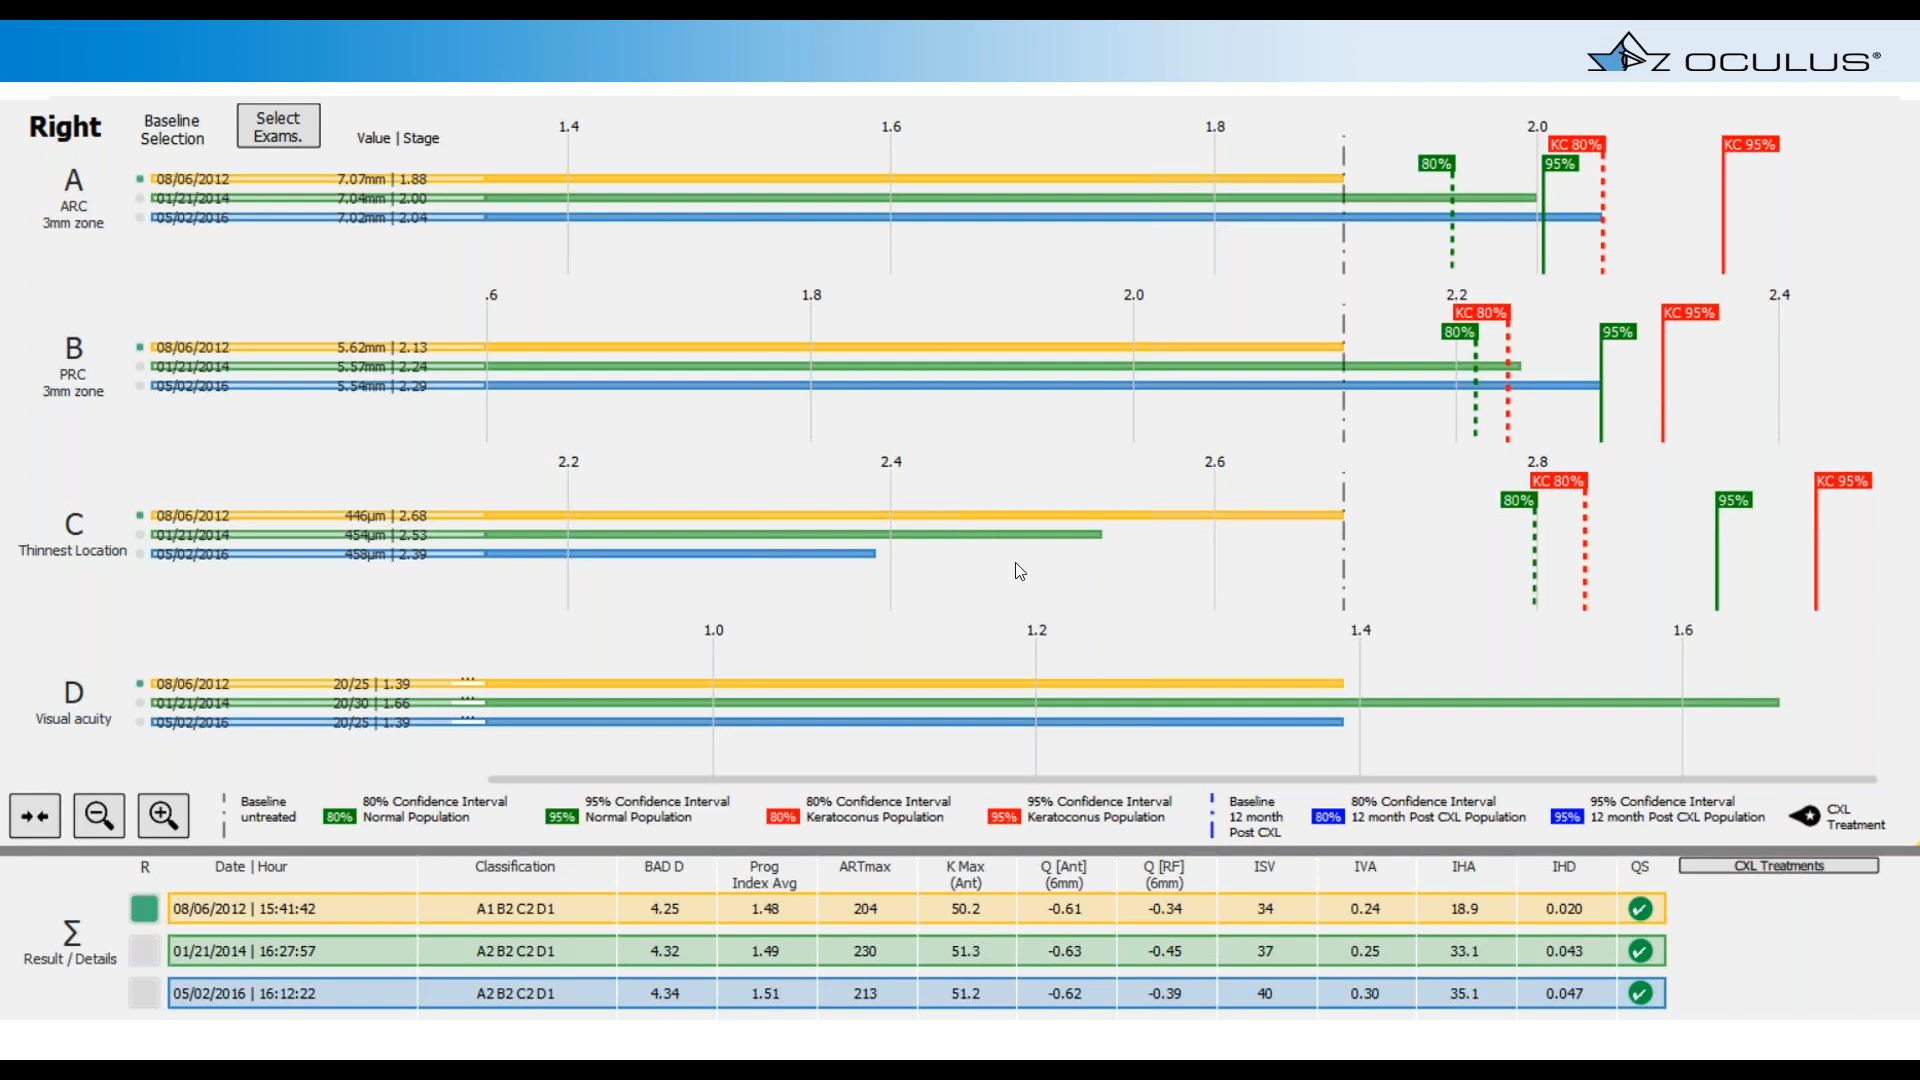 OCULUS®
Right
Baseline
Selection
Select
Exams.
Value | Stage
1.4 1.6 1.8 2.0
KC 80% KC 95%
80% 95%
A
ARC
3mm zone
08/06/2012 7.07mm | 1.88
01/21/2014 7.04mm | 2.00
05/02/2016 7.02mm | 2.04
.6 1.8 2.0 2.2 2.4
KC 80% KC 95%
80% 95%
B
PRC
3mm zone
08/06/2012 5.62mm | 2.13
01/21/2014 5.57mm | 2.24
05/02/2016 5.54mm | 2.29
2.2 2.4 2.6 2.8
KC 80% KC 95%
80% 95%
C
Thinnest Location
08/06/2012 446µm | 2.68
01/21/2014 454µm | 2.53
05/02/2016 458µm | 2.39
1.0 1.2 1.4 1.6
D
Visual acuity
08/06/2012 20/25 | 1.39 ...
01/21/2014 20/30 | 1.66 ...
05/02/2016 20/25 | 1.39 ...
Baseline
untreated
80% 80% Confidence Interval
Normal Population
95% 95% Confidence Interval
Normal Population
80% 80% Confidence Interval
Keratoconus Population
95% 95% Confidence Interval
Keratoconus Population
Baseline
12 month
Post CXL
80% 80% Confidence Interval
12 month Post CXL Population
95% 95% Confidence Interval
12 month Post CXL Population
CXL
Treatment
R Date | Hour Classification BAD D Prog Index Avg ARTmax K Max (Ant) Q [Ant] (6mm) Q [RF] (6mm) ISV IVA IHA IHD QS CXL Treatments
Σ
Result / Details
08/06/2012 | 15:41:42 A1 B2 C2 D1 4.25 1.48 204 50.2 -0.61 -0.34 34 0.24 18.9 0.020
01/21/2014 | 16:27:57 A2 B2 C2 D1 4.32 1.49 230 51.3 -0.63 -0.45 37 0.25 33.1 0.043
05/02/2016 | 16:12:22 A2 B2 C2 D1 4.34 1.51 213 51.2 -0.62 -0.39 40 0.30 35.1 0.047